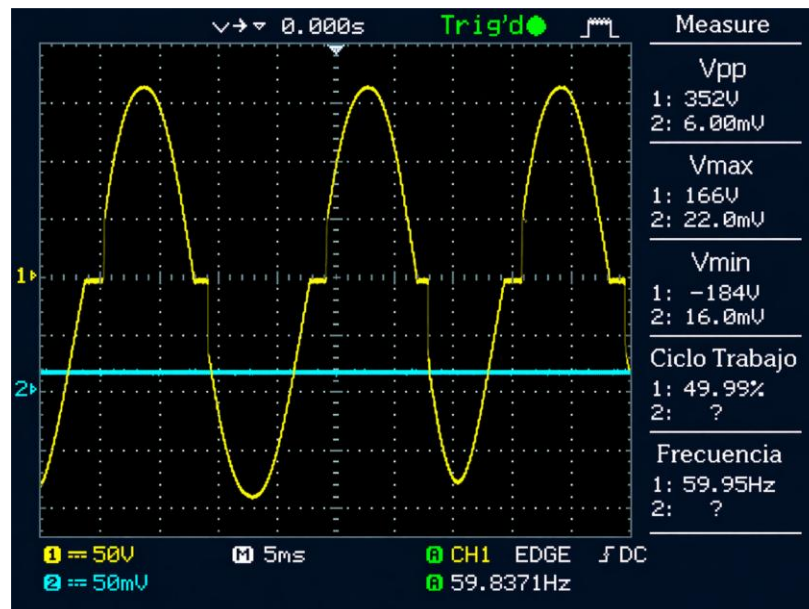 0.000s Trig'd
Measure
Vpp
1: 352V
2: 6.00mV
Vmax
1: 166V
2: 22.0mV
Vmin
1: -184V
2: 16.0mV
Ciclo Trabajo
1: 49.99%
2: ?
Frecuencia
1: 59.95Hz
2: ?
1
2
1 50V M 5ms A CH1 EDGE DC
2 50mV A 59.8371Hz